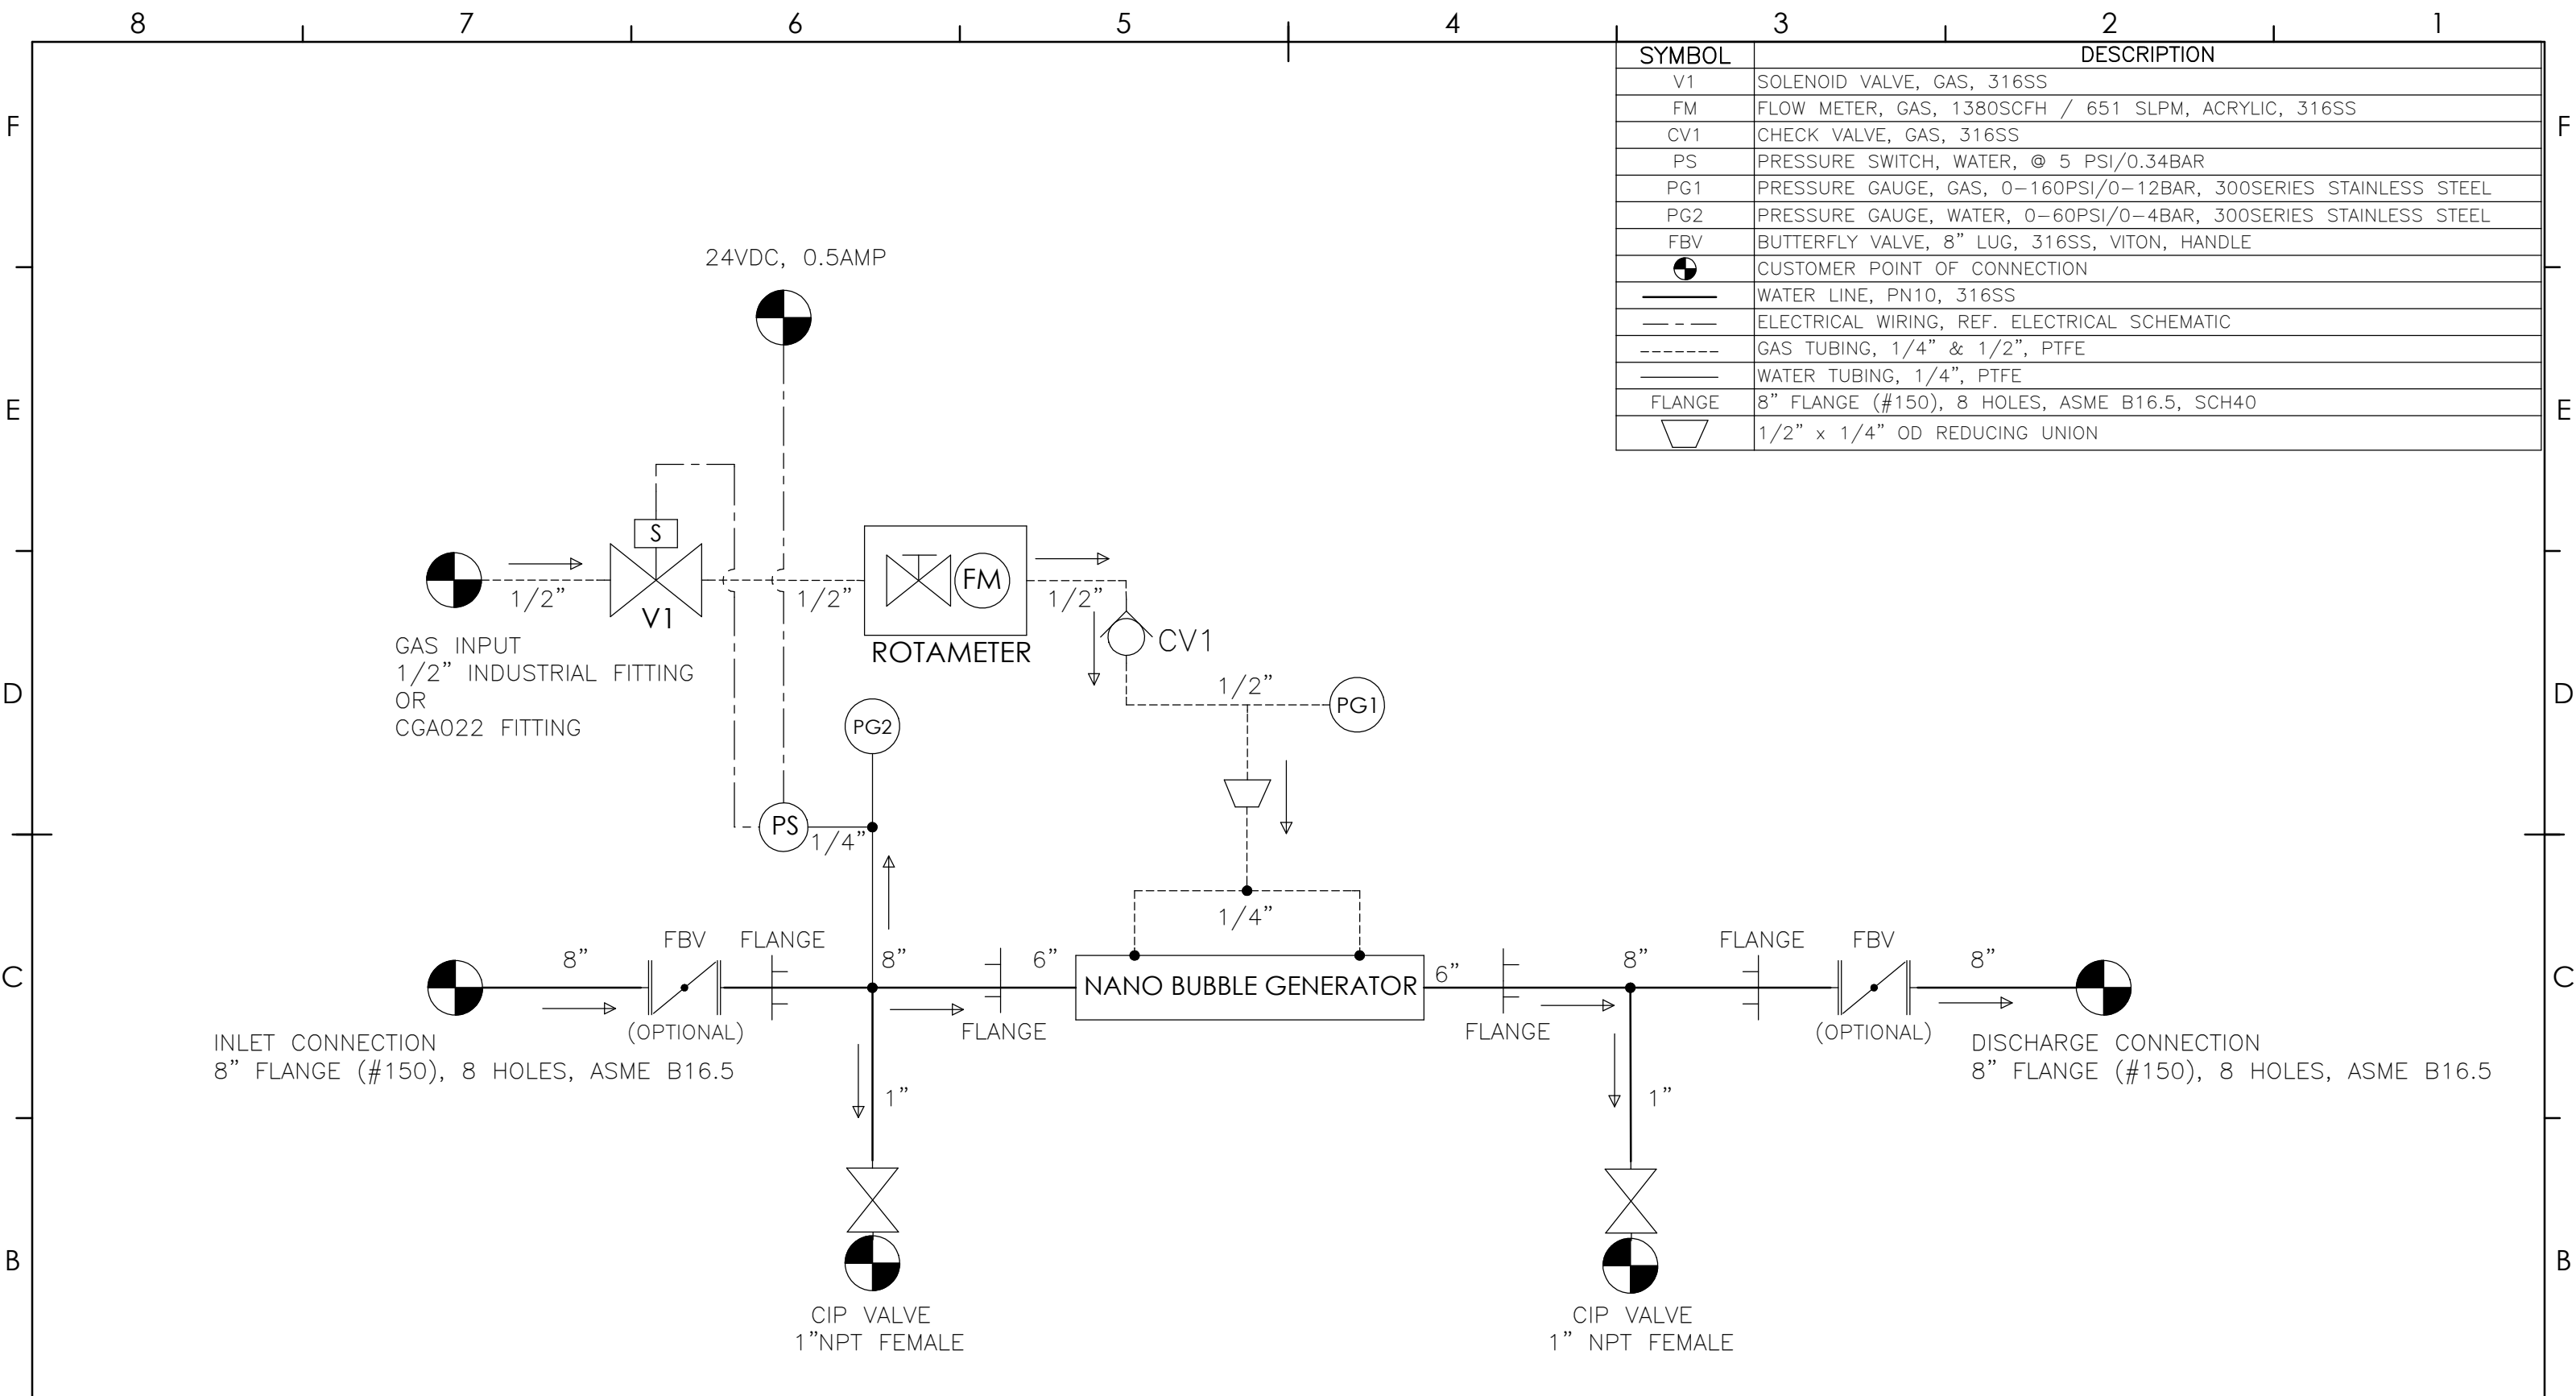 8 7 6 5 4 3 2 1
SYMBOL DESCRIPTION
V1 SOLENOID VALVE, GAS, 316SS
FM FLOW METER, GAS, 1380SCFH / 651 SLPM, ACRYLIC, 316SS
CV1 CHECK VALVE, GAS, 316SS
PS PRESSURE SWITCH, WATER, @ 5 PSI/0.34BAR
PG1 PRESSURE GAUGE, GAS, 0-160PSI/0-12BAR, 300SERIES STAINLESS STEEL
PG2 PRESSURE GAUGE, WATER, 0-60PSI/0-4BAR, 300SERIES STAINLESS STEEL
FBV BUTTERFLY VALVE, 8" LUG, 316SS, VITON, HANDLE
CUSTOMER POINT OF CONNECTION
WATER LINE, PN10, 316SS
ELECTRICAL WIRING, REF. ELECTRICAL SCHEMATIC
GAS TUBING, 1/4" & 1/2", PTFE
WATER TUBING, 1/4", PTFE
FLANGE 8" FLANGE (#150), 8 HOLES, ASME B16.5, SCH40
1/2" x 1/4" OD REDUCING UNION
F F
24VDC, 0.5AMP
E E
S
FM
1/2" 1/2" 1/2"
V1
ROTAMETER
CV1
GAS INPUT
1/2" INDUSTRIAL FITTING
OR
CGA022 FITTING
D D
1/2"
PG1
PG2
PS
1/4"
1/4"
FBV FLANGE FLANGE FBV
8" 8" 6" 6" 8" 8"
C C
NANO BUBBLE GENERATOR
(OPTIONAL) FLANGE FLANGE (OPTIONAL)
INLET CONNECTION
8" FLANGE (#150), 8 HOLES, ASME B16.5
DISCHARGE CONNECTION
8" FLANGE (#150), 8 HOLES, ASME B16.5
1" 1"
B B
CIP VALVE
1"NPT FEMALE
CIP VALVE
1" NPT FEMALE